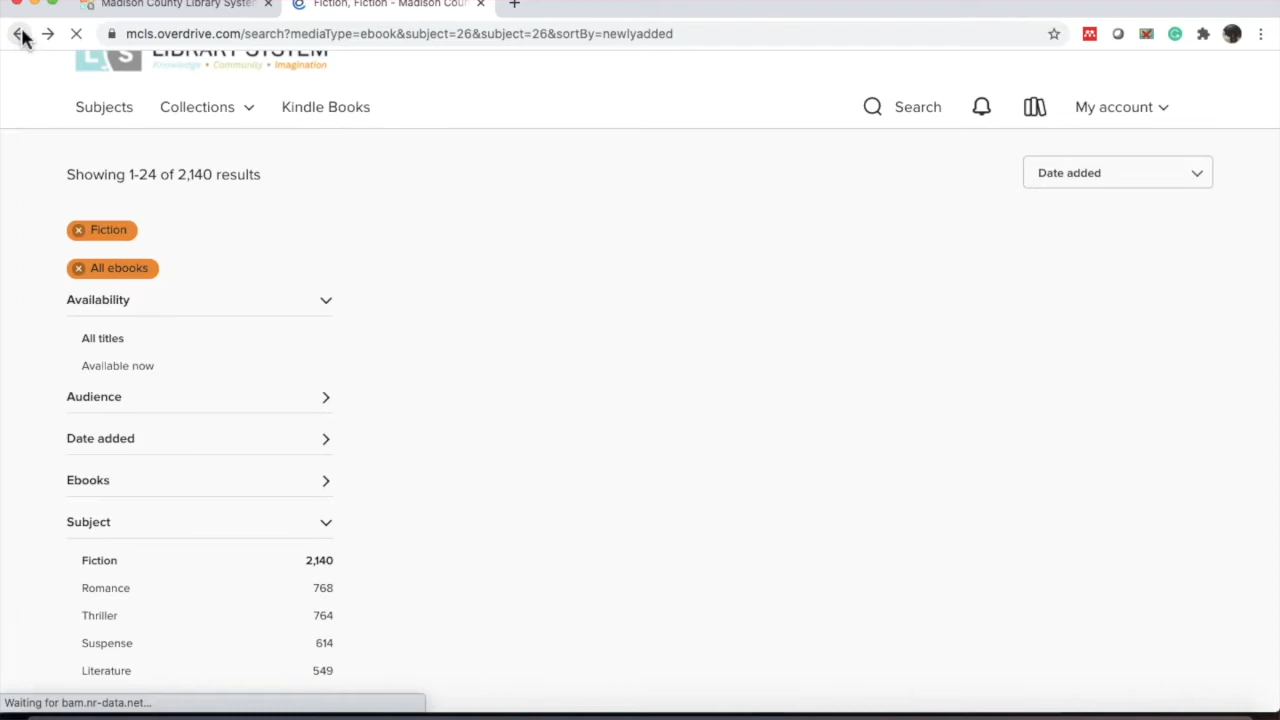 Madison County Library System
Fiction, Fiction - Madison Cou
mcls.overdrive.com/search?mediaType=ebook&subject=26&subject=26&sortBy=newlyadded
LS LIBRARY SYSTEM
Knowledge • Community • Imagination
Subjects Collections Kindle Books Search My account
Showing 1-24 of 2,140 results Date added
Fiction
All ebooks
Availability
All titles
Available now
Audience
Date added
Ebooks
Subject
Fiction 2,140
Romance 768
Thriller 764
Suspense 614
Literature 549
Waiting for bam.nr-data.net...